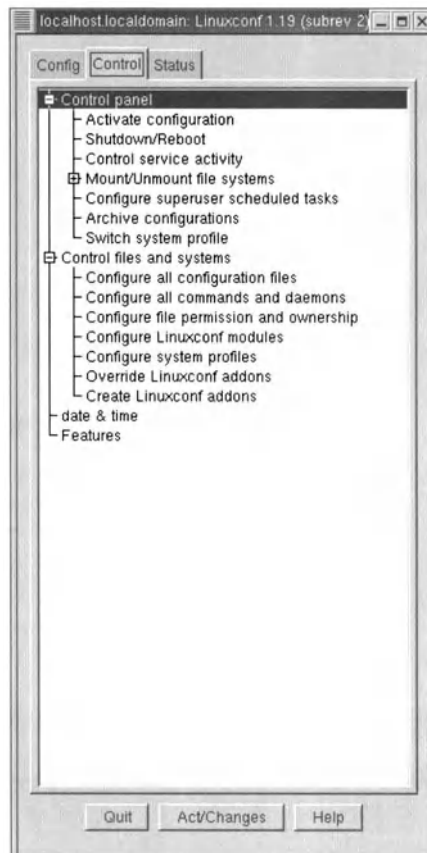 localhost.localdomain: Linuxconf 1.19 (subrev 2)
Config Control Status
Control panel
Activate configuration
Shutdown/Reboot
Control service activity
Mount/Unmount file systems
Configure superuser scheduled tasks
Archive configurations
Switch system profile
Control files and systems
Configure all configuration files
Configure all commands and daemons
Configure file permission and ownership
Configure Linuxconf modules
Configure system profiles
Override Linuxconf addons
Create Linuxconf addons
date & time
Features
Quit Act/Changes Help